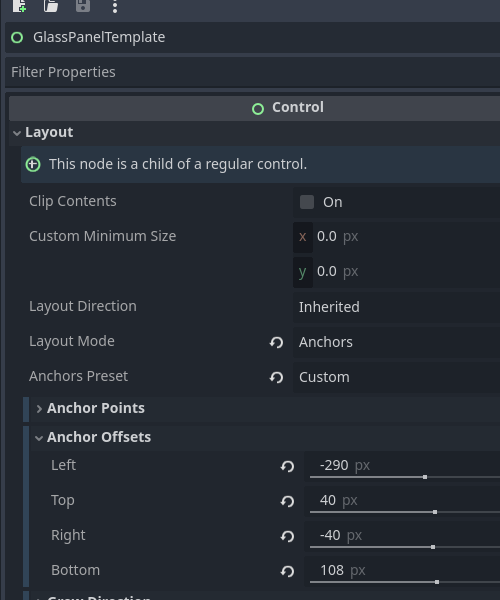 GlassPanelTemplate
Filter Properties
Control
Layout
This node is a child of a regular control.
Clip Contents On
Custom Minimum Size x 0.0 px
y 0.0 px
Layout Direction Inherited
Layout Mode Anchors
Anchors Preset Custom
Anchor Points
Anchor Offsets
Left -290 px
Top 40 px
Right -40 px
Bottom 108 px
Grow Direction